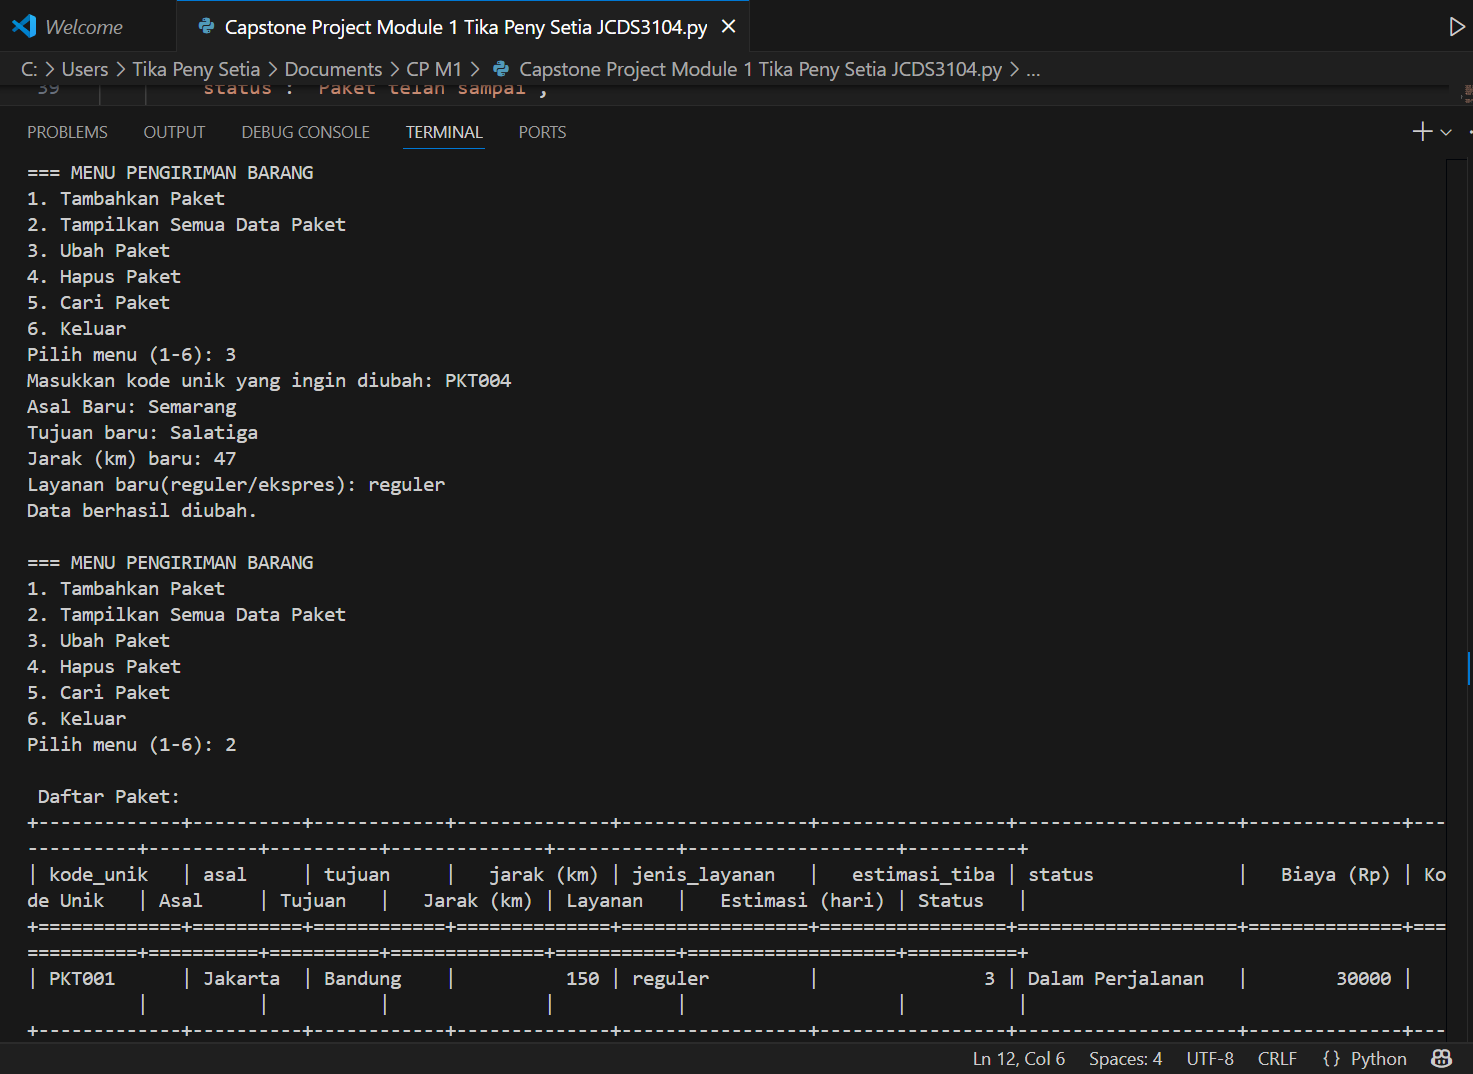 Welcome
Capstone Project Module 1 Tika Peny Setia JCDS3104.py
C: > Users > Tika Peny Setia > Documents > CP M1 > Capstone Project Module 1 Tika Peny Setia JCDS3104.py > ...
39 status : Paket telah sampai ,
PROBLEMS OUTPUT DEBUG CONSOLE TERMINAL PORTS
=== MENU PENGIRIMAN BARANG
1. Tambahkan Paket
2. Tampilkan Semua Data Paket
3. Ubah Paket
4. Hapus Paket
5. Cari Paket
6. Keluar
Pilih menu (1-6): 3
Masukkan kode unik yang ingin diubah: PKT004
Asal Baru: Semarang
Tujuan baru: Salatiga
Jarak (km) baru: 47
Layanan baru(reguler/ekspres): reguler
Data berhasil diubah.
=== MENU PENGIRIMAN BARANG
1. Tambahkan Paket
2. Tampilkan Semua Data Paket
3. Ubah Paket
4. Hapus Paket
5. Cari Paket
6. Keluar
Pilih menu (1-6): 2
Daftar Paket:
+-------------+----------+------------+--------------+-----------------+-----------------+--------------------+--------------+---
----------+----------+----------+--------------+-----------+-------------------+----------+
| kode_unik | asal | tujuan | jarak (km) | jenis_layanan | estimasi_tiba | status | Biaya (Rp) | Ko
de Unik | Asal | Tujuan | Jarak (km) | Layanan | Estimasi (hari) | Status |
+=============+==========+============+==============+=================+=================+====================+==============+===
==========+==========+==========+==============+===========+===================+==========+
| PKT001 | Jakarta | Bandung | 150 | reguler | 3 | Dalam Perjalanan | 30000 |
| | | | | | |
+-------------+----------+------------+--------------+-----------------+-----------------+--------------------+--------------+---
Ln 12, Col 6 Spaces: 4 UTF-8 CRLF {} Python